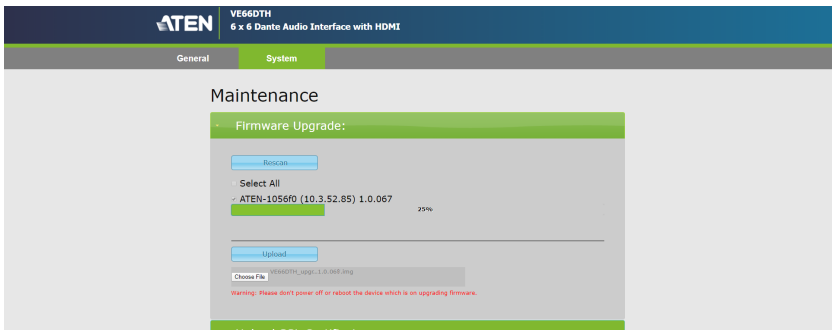 ATEN
VE66DTH
6 x 6 Dante Audio Interface with HDMI
General System
Maintenance
Firmware Upgrade:
Rescan
Select All
ATEN-1056f0 (10.3.52.85) 1.0.067
25%
Upload
Choose File VE66DTH_upgc.1.0.068.img
Warning: Please don't power off or reboot the device which is on upgrading firmware.